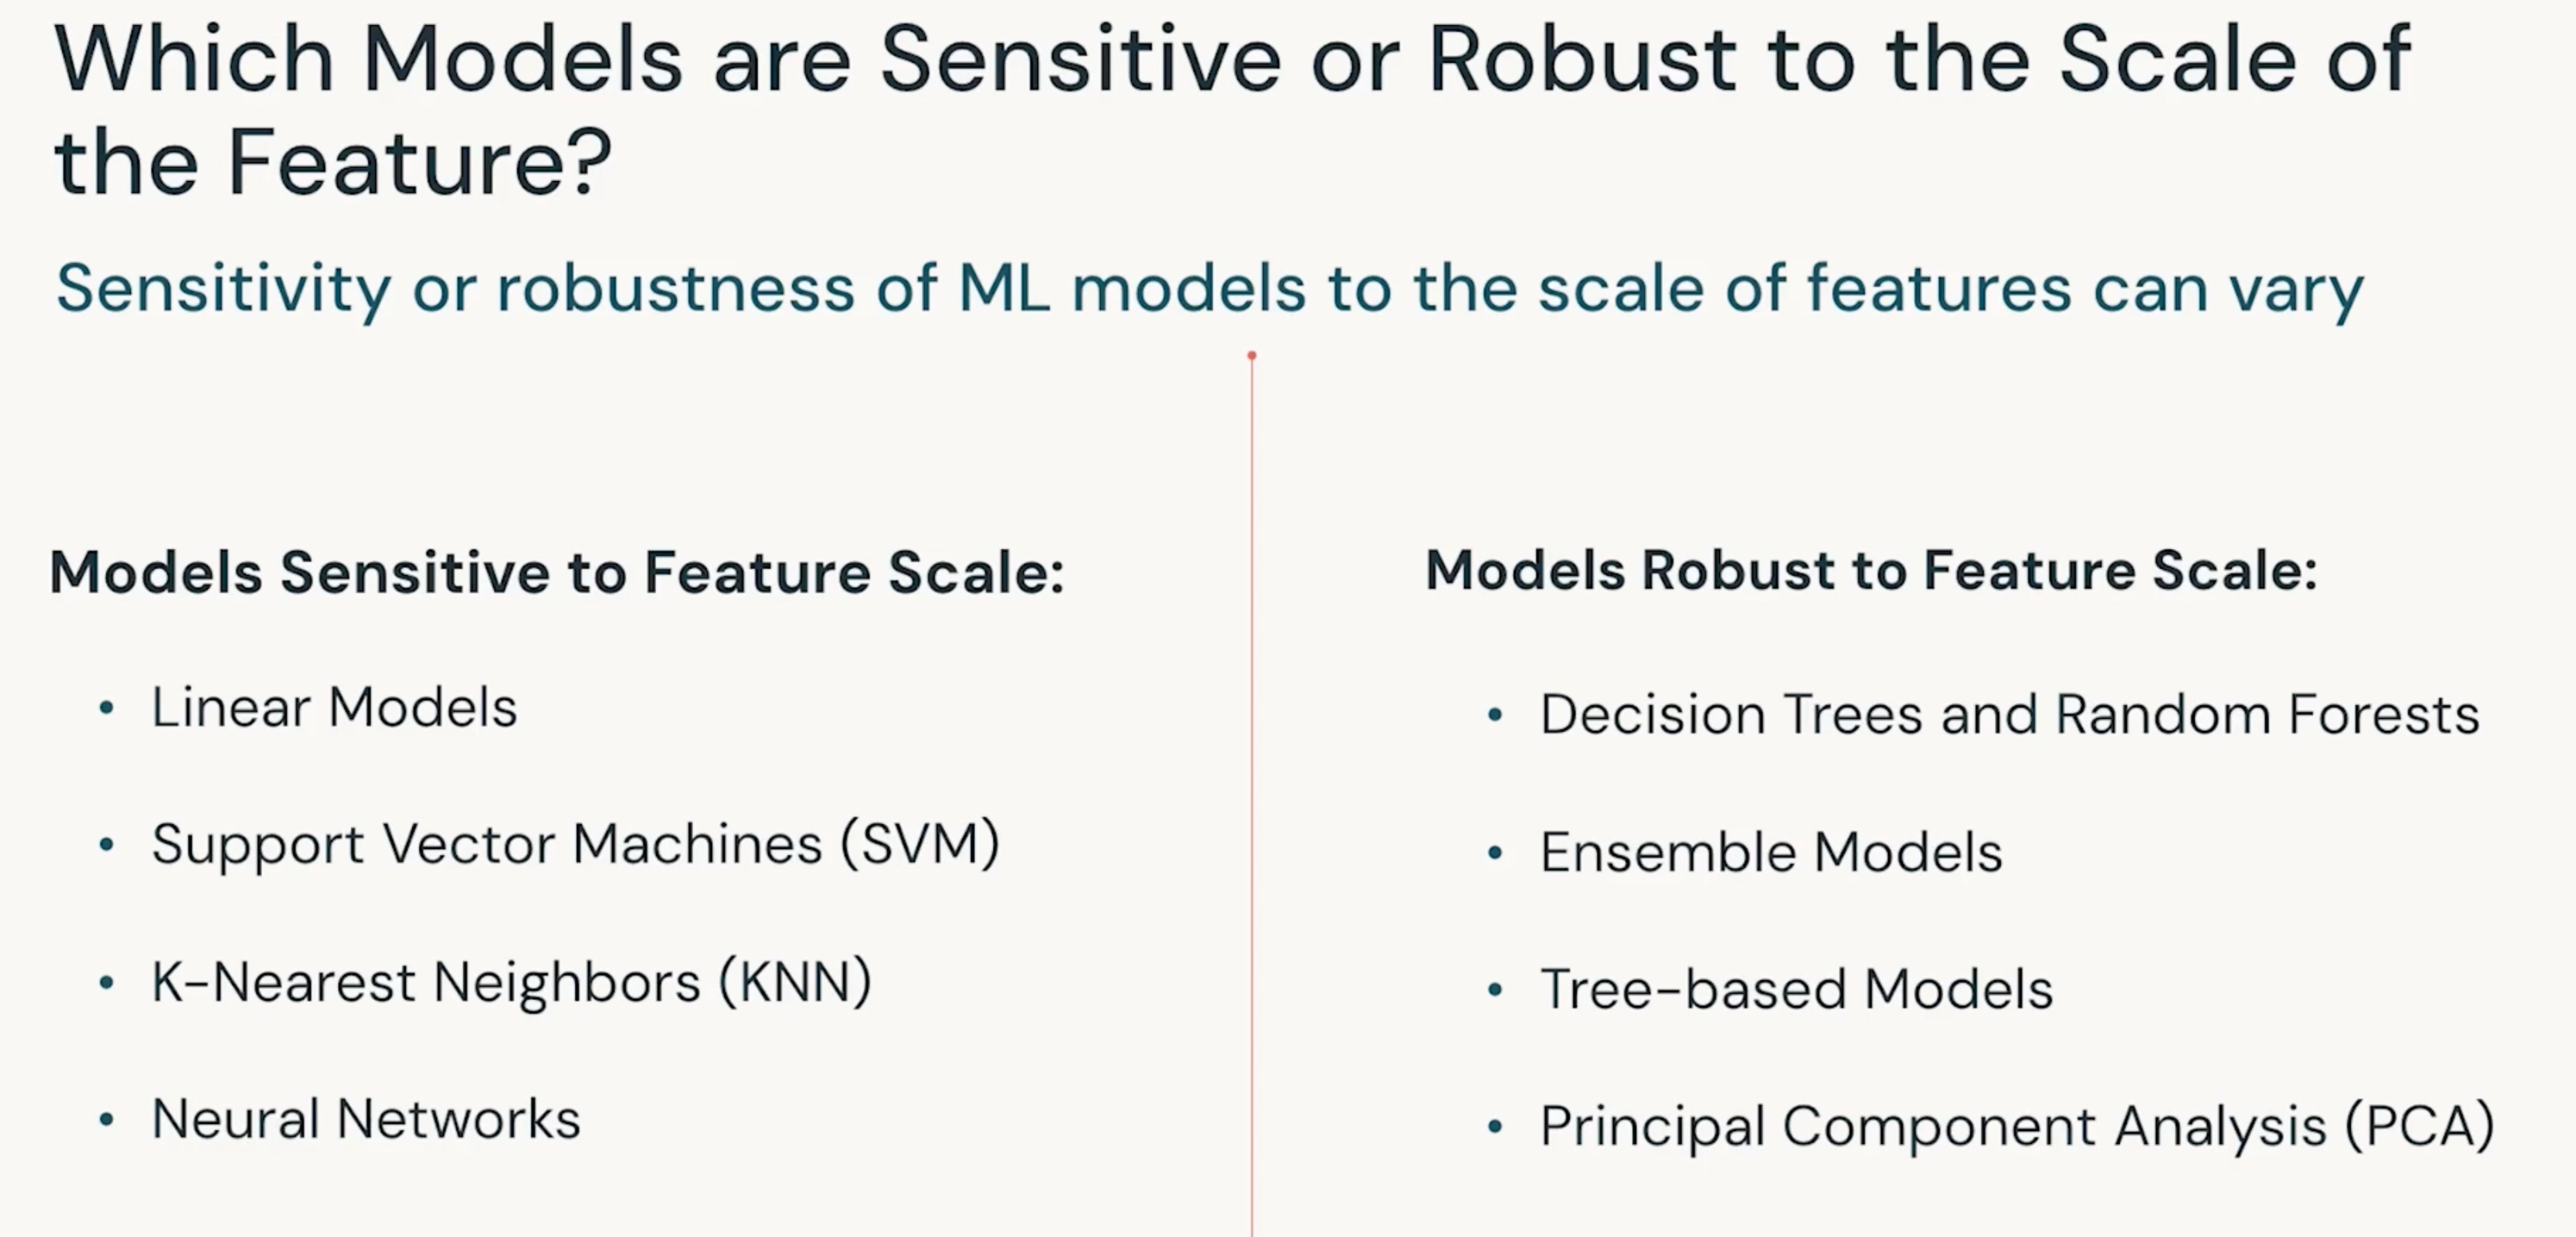 Which Models are Sensitive or Robust to the Scale of
the Feature?
Sensitivity or robustness of ML models to the scale of features can vary
Models Sensitive to Feature Scale:
• Linear Models
• Support Vector Machines (SVM)
• K-Nearest Neighbors (KNN)
• Neural Networks
Models Robust to Feature Scale:
• Decision Trees and Random Forests
• Ensemble Models
• Tree-based Models
• Principal Component Analysis (PCA)